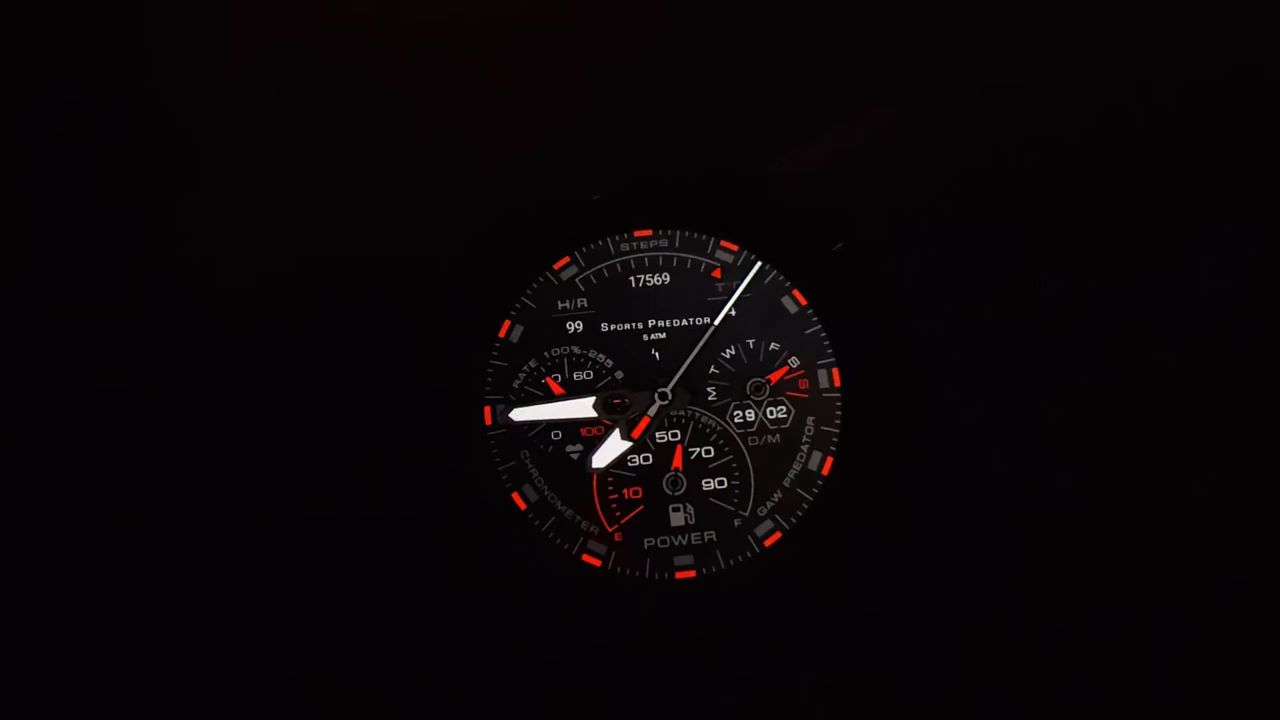 STEPS
17569
H/R
99
SPORTS PREDATOR
5 ATM
RATE 100%-255
60
0
100
M T W T F S S
29 02
D/M
BATTERY
10 30 50 70 90
E F
POWER
CHRONOMETER
GAW PREDATOR